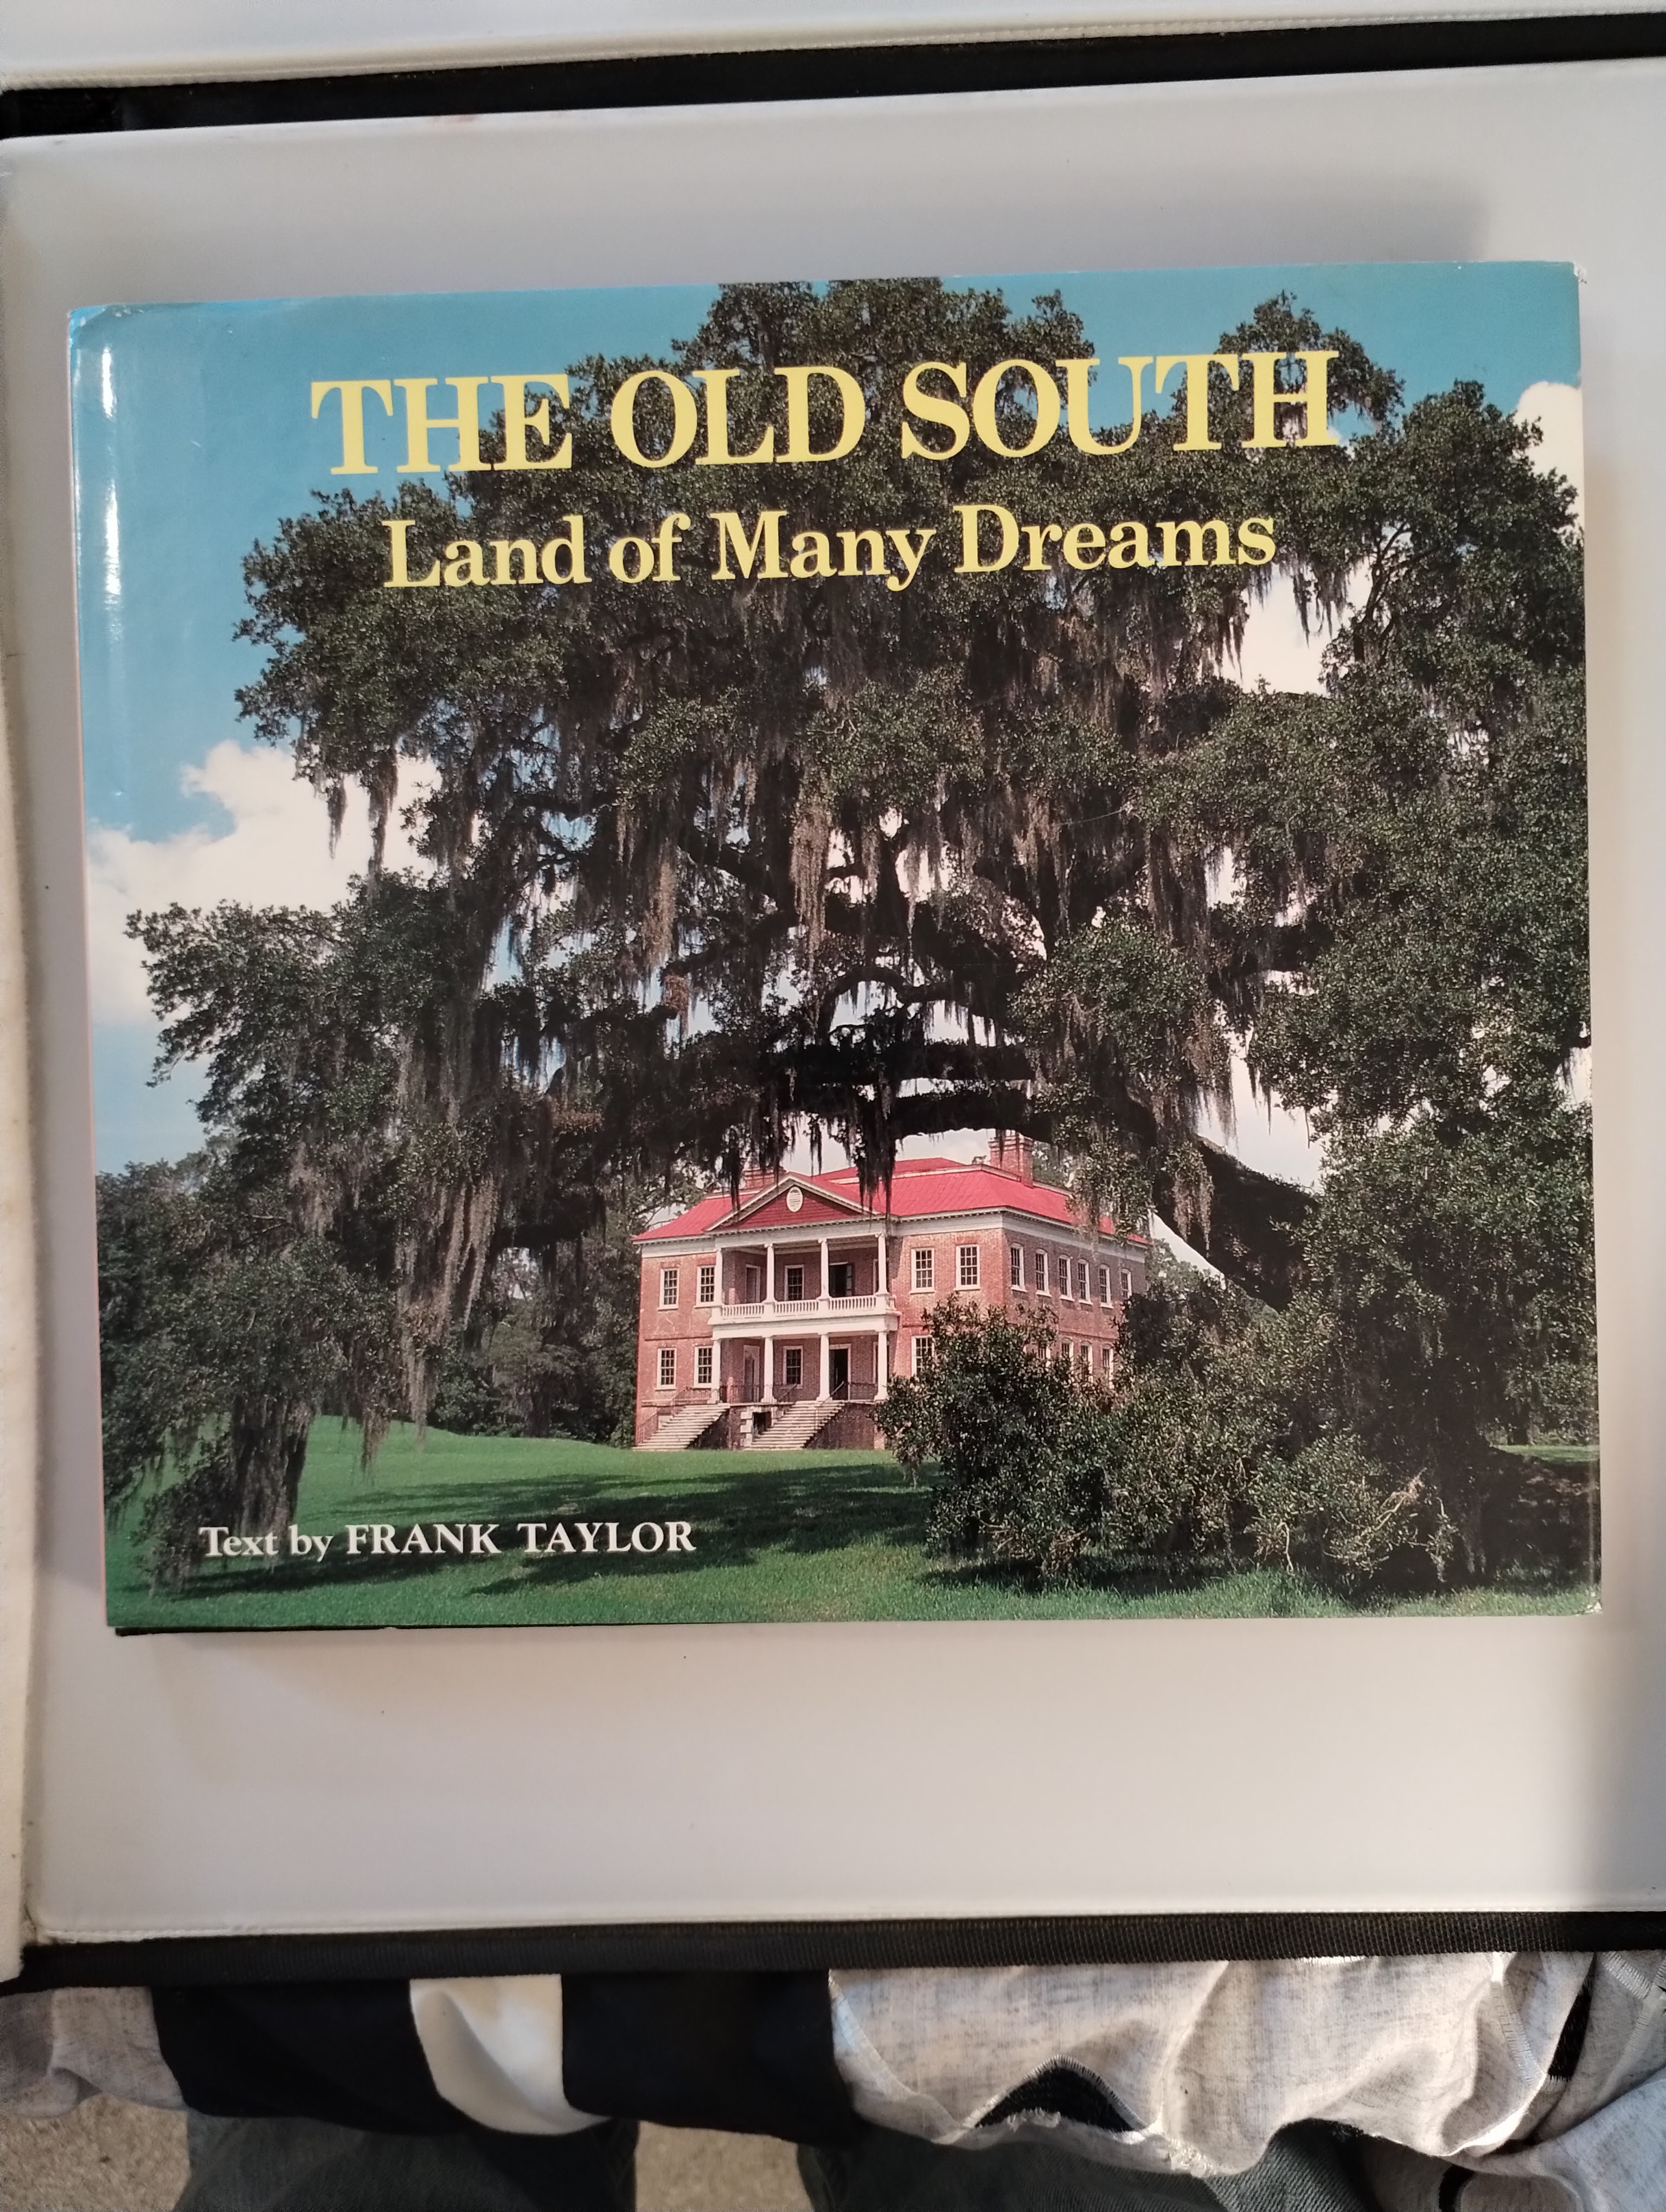 THE OLD SOUTH
Land of Many Dreams
Text by FRANK TAYLOR